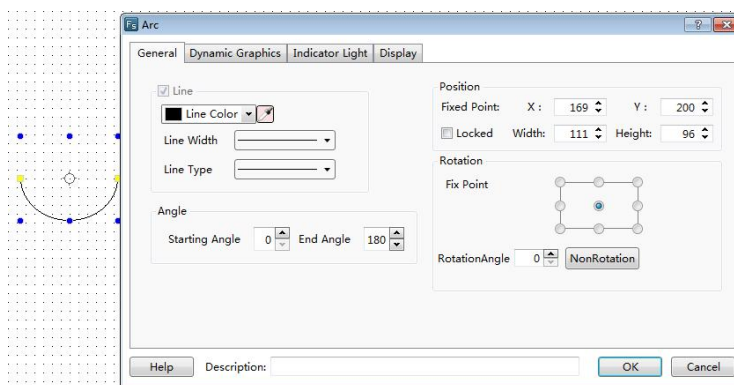 Fs Arc
General Dynamic Graphics Indicator Light Display
Line
Line Color
Line Width
Line Type
Angle
Starting Angle 0 End Angle 180
Position
Fixed Point: X : 169 Y : 200
Locked Width: 111 Height: 96
Rotation
Fix Point
RotationAngle 0 NonRotation
Help Description: OK Cancel